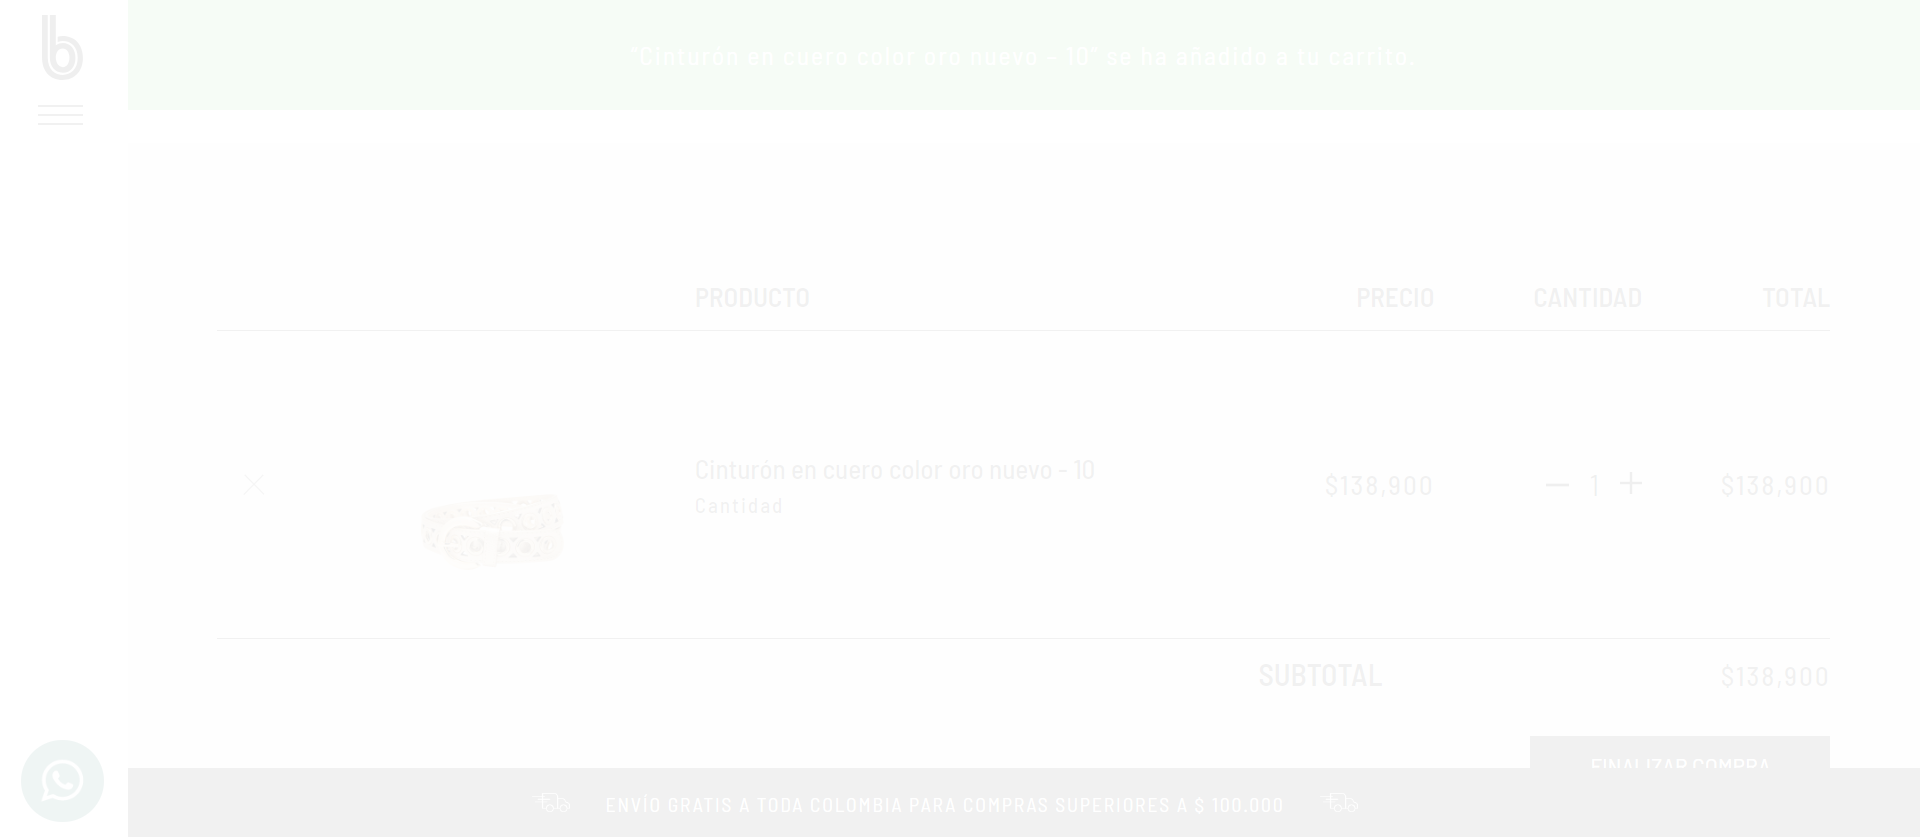 b
"Cinturón en cuero color oro nuevo - 10" se ha añadido a tu carrito.
PRODUCTO PRECIO CANTIDAD TOTAL
Cinturón en cuero color oro nuevo - 10
Cantidad
$138,900 1 $138,900
SUBTOTAL $138,900
FINALIZAR COMPRA
ENVÍO GRATIS A TODA COLOMBIA PARA COMPRAS SUPERIORES A $ 100.000